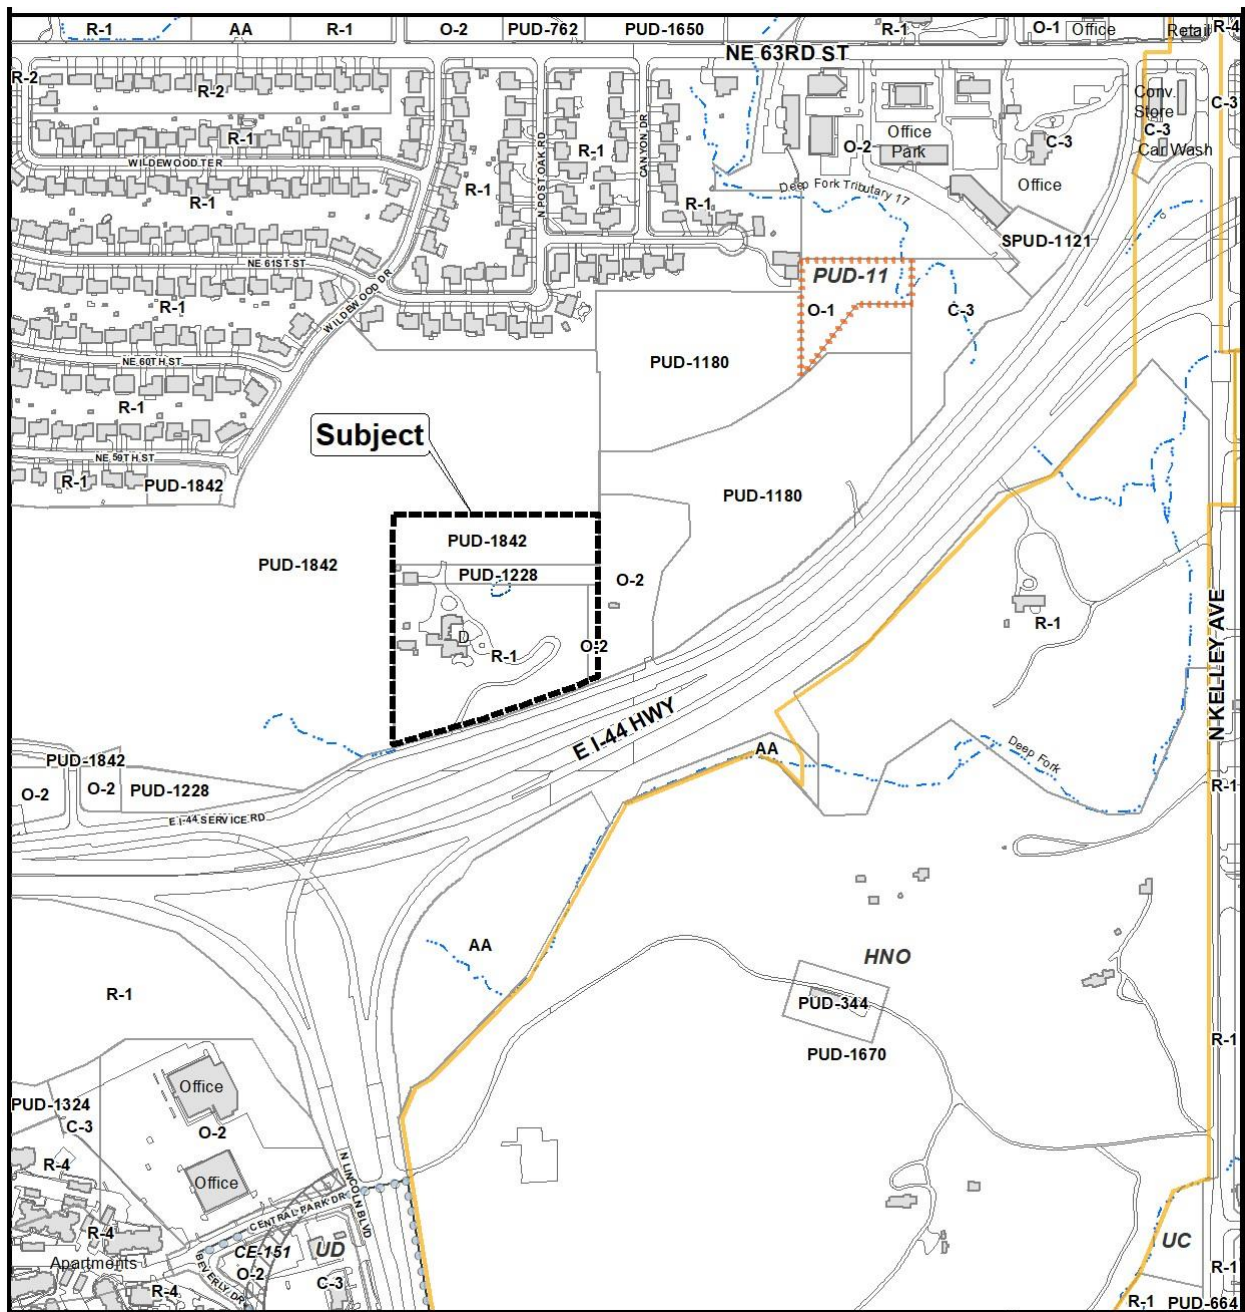 R-1
AA
R-1
O-2
PUD-762
PUD-1650
R-1
O-1
Office
Retail
R-4
NE 63RD ST
R-2
R-2
Conv.
Store
C-3
C-3
Car Wash
R-1
N POST OAK RD
CANYON DR
R-1
O-2
Office
Park
C-3
Office
WILDEWOOD TER
R-1
R-1
R-1
Deep Fork Tributary 17
SPUD-1121
NE 61ST ST
WILDEWOOD DR
PUD-11
R-1
O-1
C-3
NE 60TH ST
PUD-1180
R-1
Subject
NE 59TH ST
R-1
PUD-1842
PUD-1180
PUD-1842
PUD-1842
PUD-1228
O-2
D
R-1
O-2
R-1
N KELLEY AVE
E I-44 HWY
AA
Deep Fork
PUD-1842
O-2
O-2
PUD-1228
R-1
E I-44 SERVICE RD
AA
HNO
R-1
PUD-344
PUD-1670
R-1
Office
PUD-1324
C-3
O-2
R-4
Office
N LINCOLN BLVD
CENTRAL PARK DR
R-4
CE-151
UD
UC
Apartments
BEVERLY DR
O-2
C-3
R-4
R-1
R-1
PUD-664